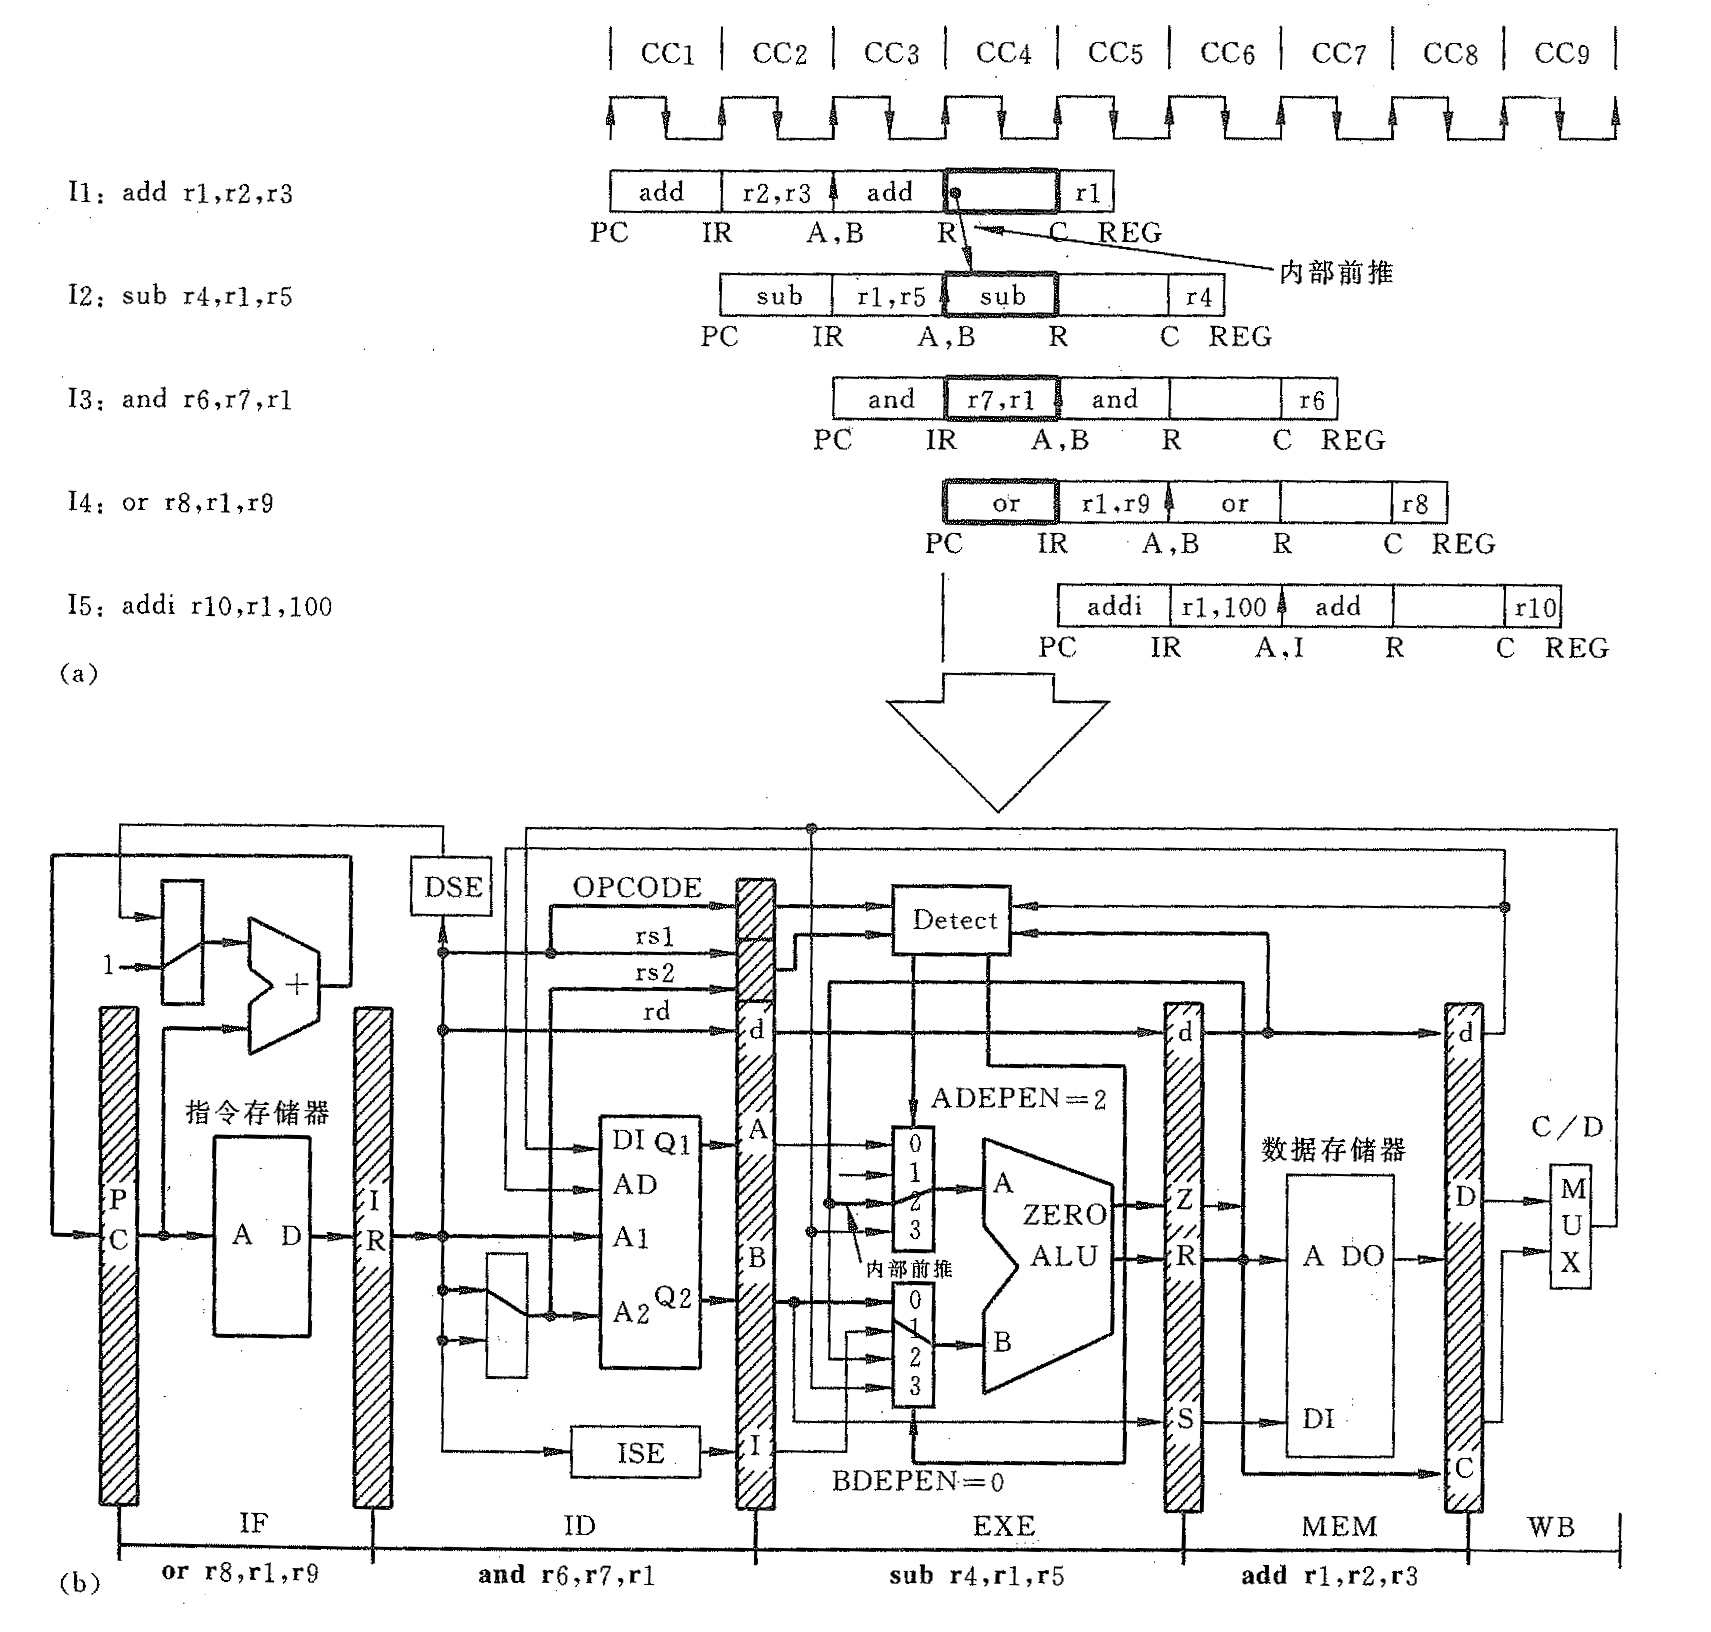 CC1 CC2 CC3 CC4 CC5 CC6 CC7 CC8 CC9
I1: add r1,r2,r3 add r2,r3 add r1
PC IR A,B R C REG
内部前推
I2: sub r4,r1,r5 sub r1,r5 sub r4
PC IR A,B R C REG
I3: and r6,r7,r1 and r7,r1 and r6
PC IR A,B R C REG
I4: or r8,r1,r9 or r1,r9 or r8
PC IR A,B R C REG
I5: addi r10,r1,100 addi r1,100 add r10
PC IR A,I R C REG
(a)
DSE OPCODE Detect
rs1
1 + rs2
rd d d d
指令存储器 ADEPEN=2
DI Q1 A 0 数据存储器 C/D
AD 1 A
PC IR 2 Z D MUX
A D A1 3 ZERO
B 内部前推 ALU R A DO
A2 Q2 0
1 B
2
3
ISE I S DI
BDEPEN=0 C
IF ID EXE MEM WB
(b) or r8,r1,r9 and r6,r7,r1 sub r4,r1,r5 add r1,r2,r3